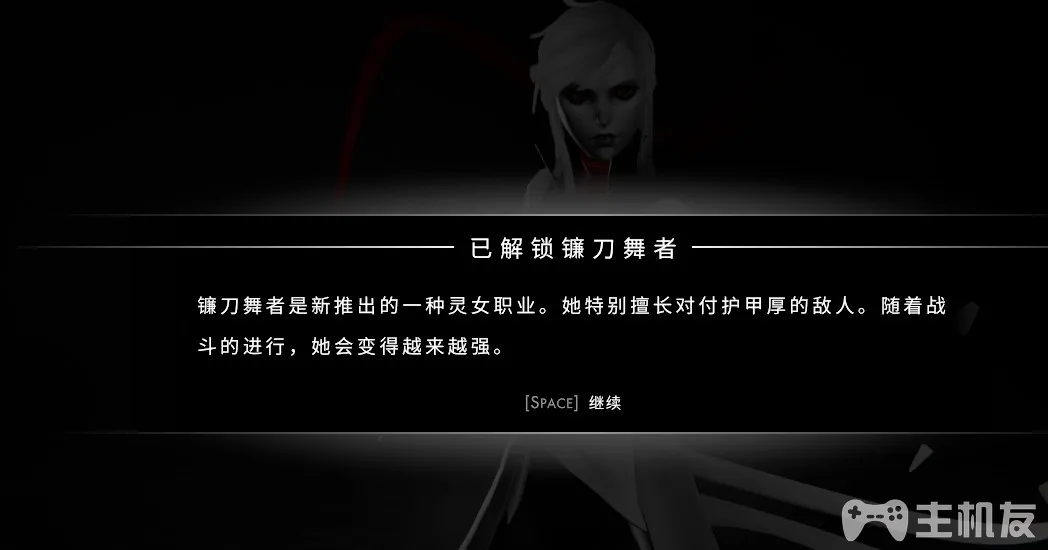 已解锁镰刀舞者
镰刀舞者是新推出的一种灵女职业。她特别擅长对付护甲厚的敌人。随着战
斗的进行，她会变得越来越强。
[SPACE] 继续
主机友